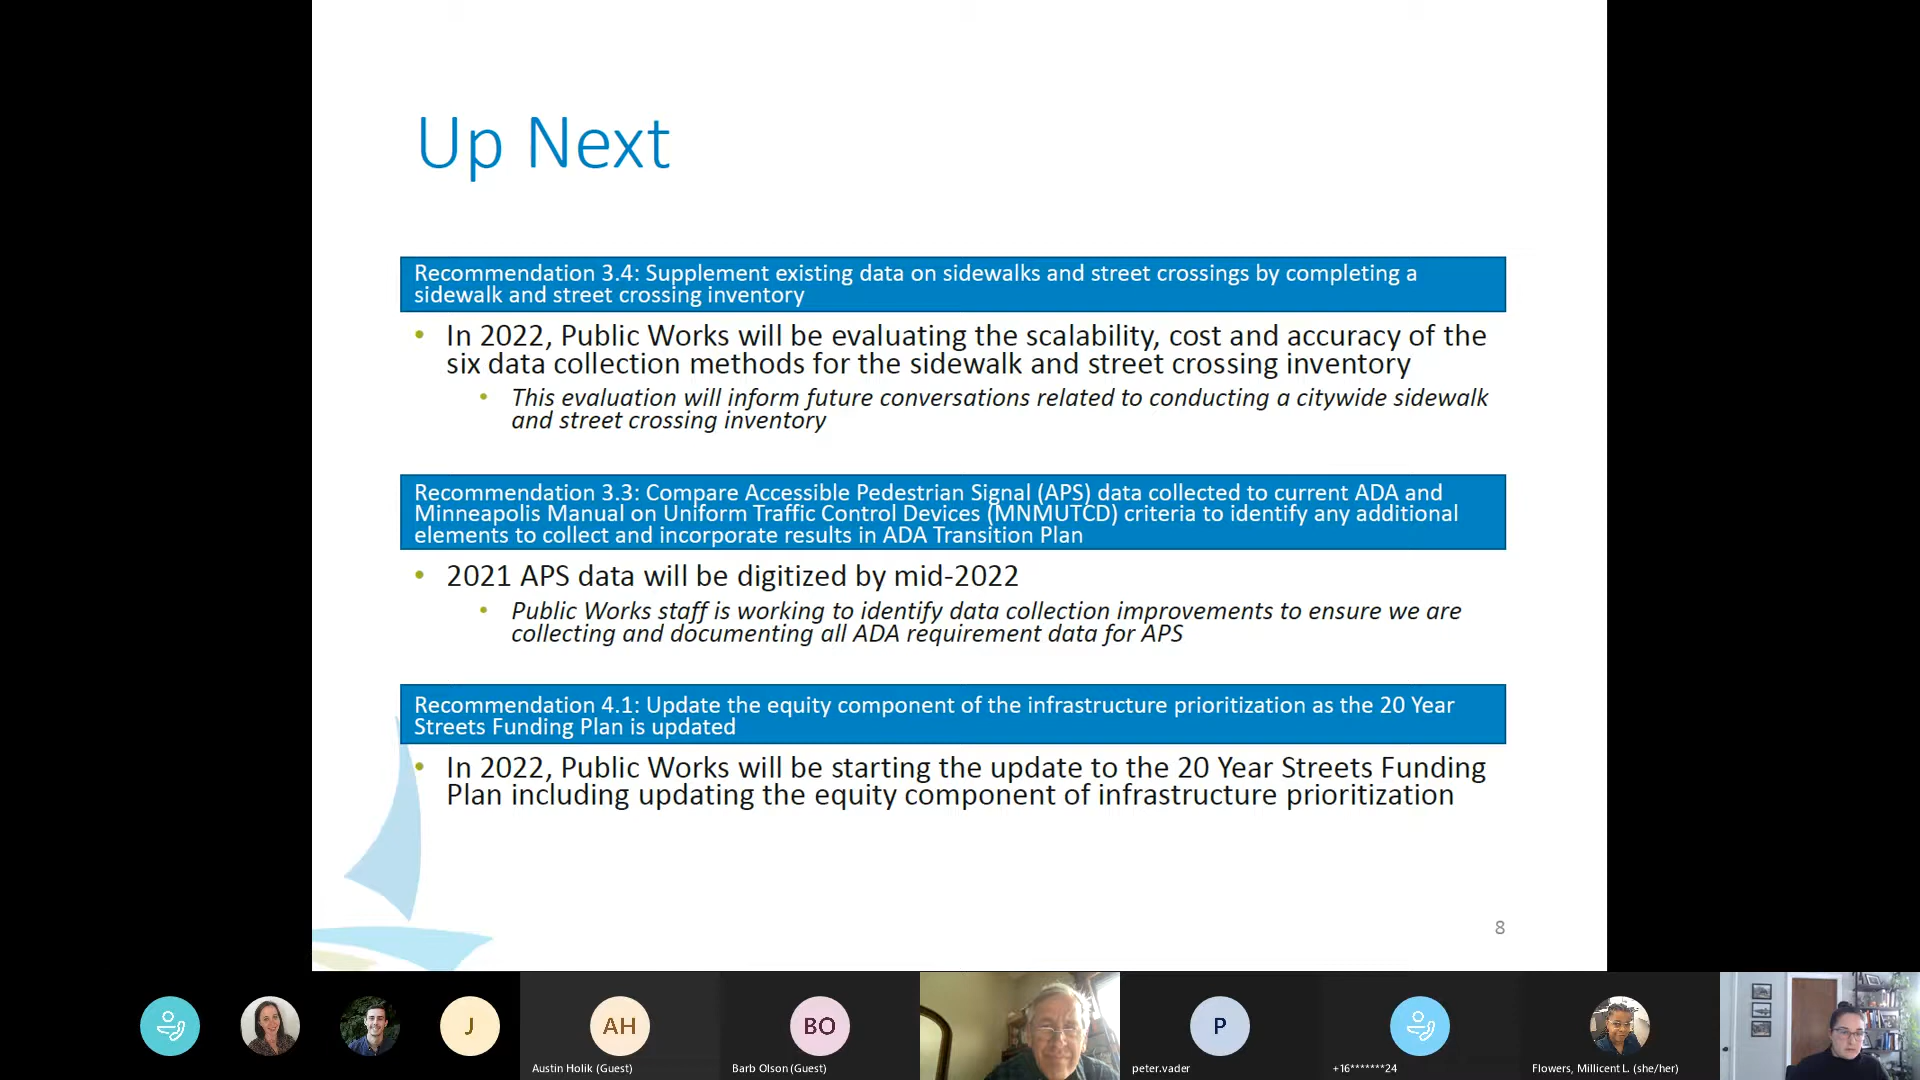 Up Next
Recommendation 3.4: Supplement existing data on sidewalks and street crossings by completing a
sidewalk and street crossing inventory
• In 2022, Public Works will be evaluating the scalability, cost and accuracy of the
six data collection methods for the sidewalk and street crossing inventory
• This evaluation will inform future conversations related to conducting a citywide sidewalk
and street crossing inventory
Recommendation 3.3: Compare Accessible Pedestrian Signal (APS) data collected to current ADA and
Minneapolis Manual on Uniform Traffic Control Devices (MNMUTCD) criteria to identify any additional
elements to collect and incorporate results in ADA Transition Plan
• 2021 APS data will be digitized by mid-2022
• Public Works staff is working to identify data collection improvements to ensure we are
collecting and documenting all ADA requirement data for APS
Recommendation 4.1: Update the equity component of the infrastructure prioritization as the 20 Year
Streets Funding Plan is updated
• In 2022, Public Works will be starting the update to the 20 Year Streets Funding
Plan including updating the equity component of infrastructure prioritization
8
J
AH
BO
P
Austin Holik (Guest)
Barb Olson (Guest)
peter.vader
+16*******24
Flowers, Millicent L. (she/her)